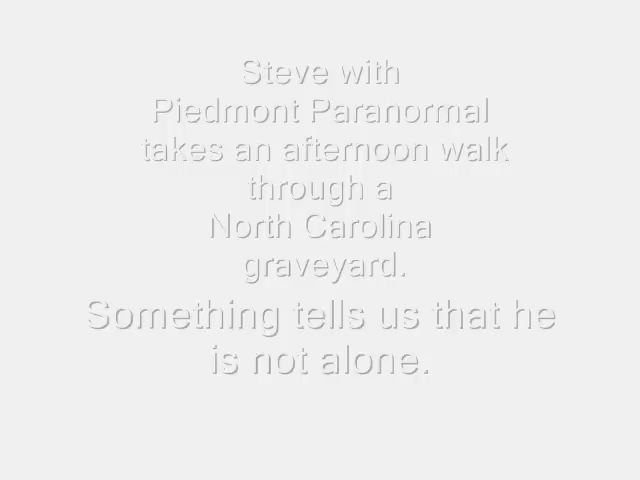 Steve with
Piedmont Paranormal
takes an afternoon walk
through a
North Carolina
graveyard.
Something tells us that he
is not alone.